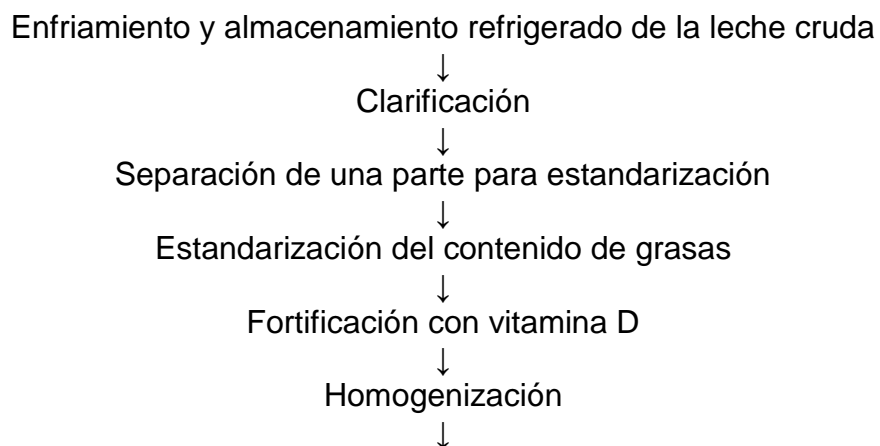 Enfriamiento y almacenamiento refrigerado de la leche cruda
↓
Clarificación
↓
Separación de una parte para estandarización
↓
Estandarización del contenido de grasas
↓
Fortificación con vitamina D
↓
Homogenización
↓